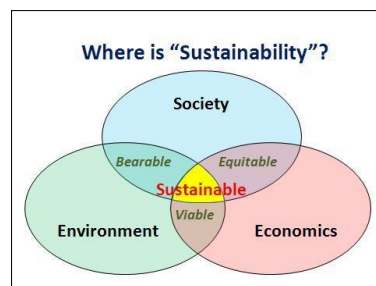 Where is “Sustainability”?
Society
Bearable Equitable
Sustainable
Viable
Environment Economics